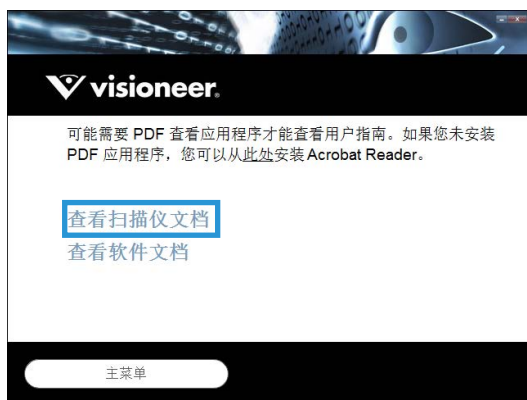 visioneer®
可能需要 PDF 查看应用程序才能查看用户指南。如果您未安装
PDF 应用程序，您可以从此处安装 Acrobat Reader。
查看扫描仪文档
查看软件文档
主菜单